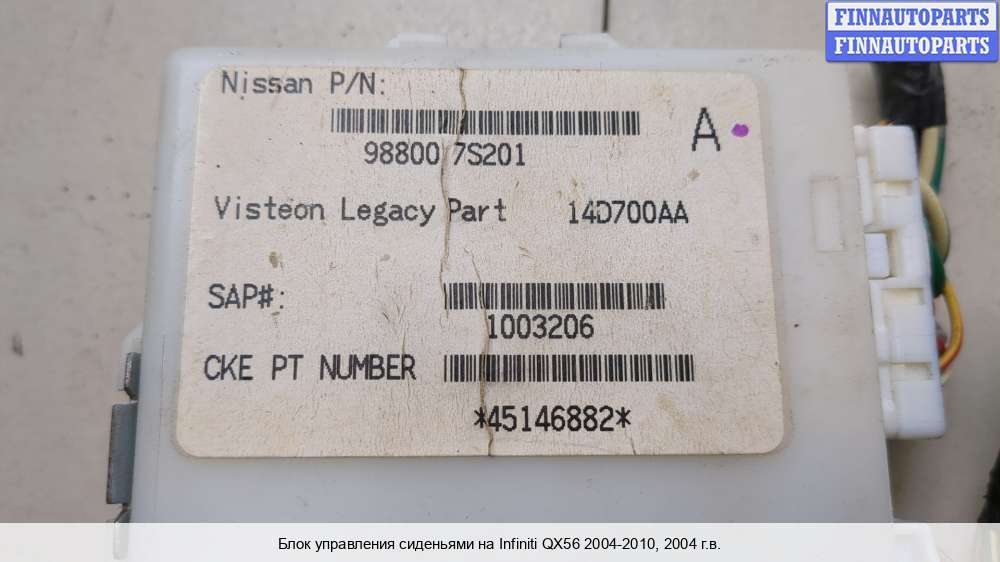 FINNAUTOPARTS
FINNAUTOPARTS
Nissan P/N:
98800 7S201
A
Visteon Legacy Part 14D700AA
SAP#:
1003206
CKE PT NUMBER
*45146882*
Блок управления сиденьями на Infiniti QX56 2004-2010, 2004 г.в.